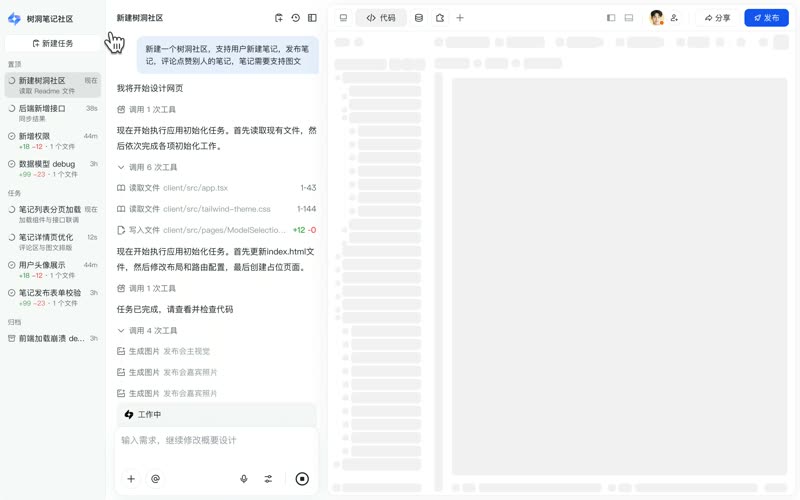 树洞笔记社区
新建任务
置顶
新建树洞社区 现在
读取 Readme 文件
后端新增接口 38s
同步结果
新增权限 44m
+18 −12 · 1 个文件
数据模型 debug 3h
+99 −23 · 1 个文件
任务
笔记列表分页加载 现在
加载组件与接口联调
笔记详情页优化 12s
评论区与图文排版
用户头像展示 44m
+18 −12 · 1 个文件
笔记发布表单校验 3h
+99 −23 · 1 个文件
归档
前端加载崩溃 de... 3h
新建树洞社区
新建一个树洞社区，支持用户新建笔记，发布笔
记，评论点赞别人的笔记，笔记需要支持图文
我将开始设计网页
调用 1 次工具
现在开始执行应用初始化任务。首先读取现有文件，然
后依次完成各项初始化工作。
调用 6 次工具
读取文件 client/src/app.tsx 1-43
读取文件 client/src/tailwind-theme.css 1-144
写入文件 client/src/pages/ModelSelectio... +12 -0
现在开始执行应用初始化任务。首先更新index.html文
件，然后修改布局和路由配置，最后创建占位页面。
调用 1 次工具
任务已完成，请查看并检查代码
调用 4 次工具
生成图片 发布会主视觉
生成图片 发布会嘉宾照片
生成图片 发布会嘉宾照片
工作中
输入需求，继续修改概要设计
代码
分享
发布